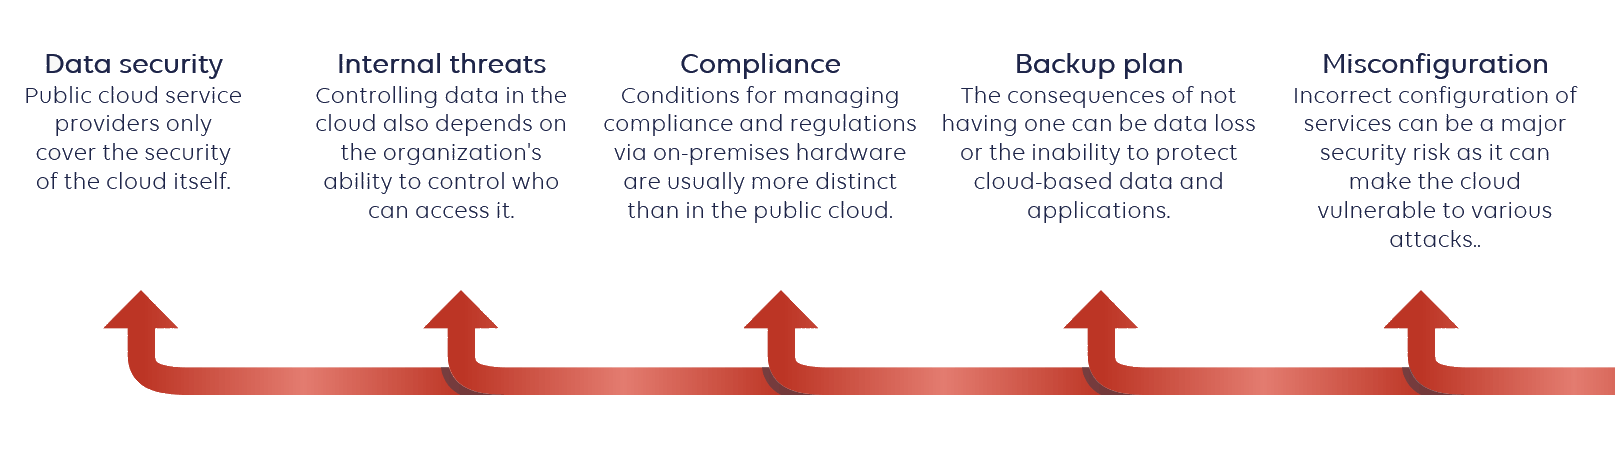 Data security
Public cloud service
providers only
cover the security
of the cloud itself.
Internal threats
Controlling data in the
cloud also depends on
the organization's
ability to control who
can access it.
Compliance
Conditions for managing
compliance and regulations
via on-premises hardware
are usually more distinct
than in the public cloud.
Backup plan
The consequences of not
having one can be data loss
or the inability to protect
cloud-based data and
applications.
Misconfiguration
Incorrect configuration of
services can be a major
security risk as it can
make the cloud
vulnerable to various
attacks..